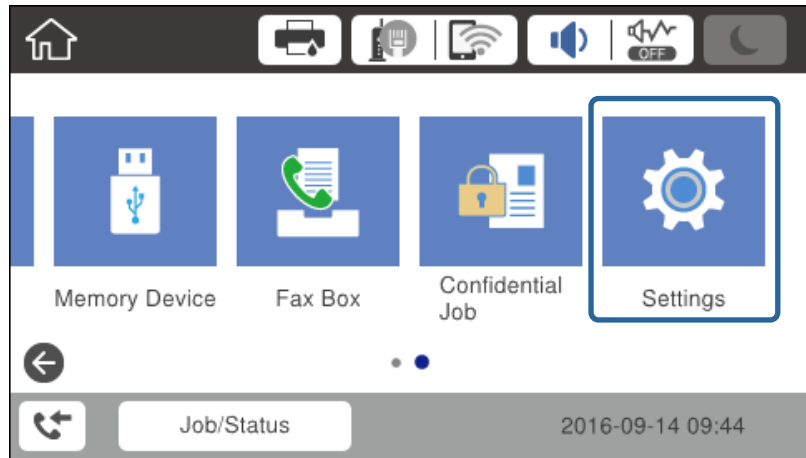 OFF
Memory Device
Fax Box
Confidential
Job
Settings
Job/Status
2016-09-14 09:44